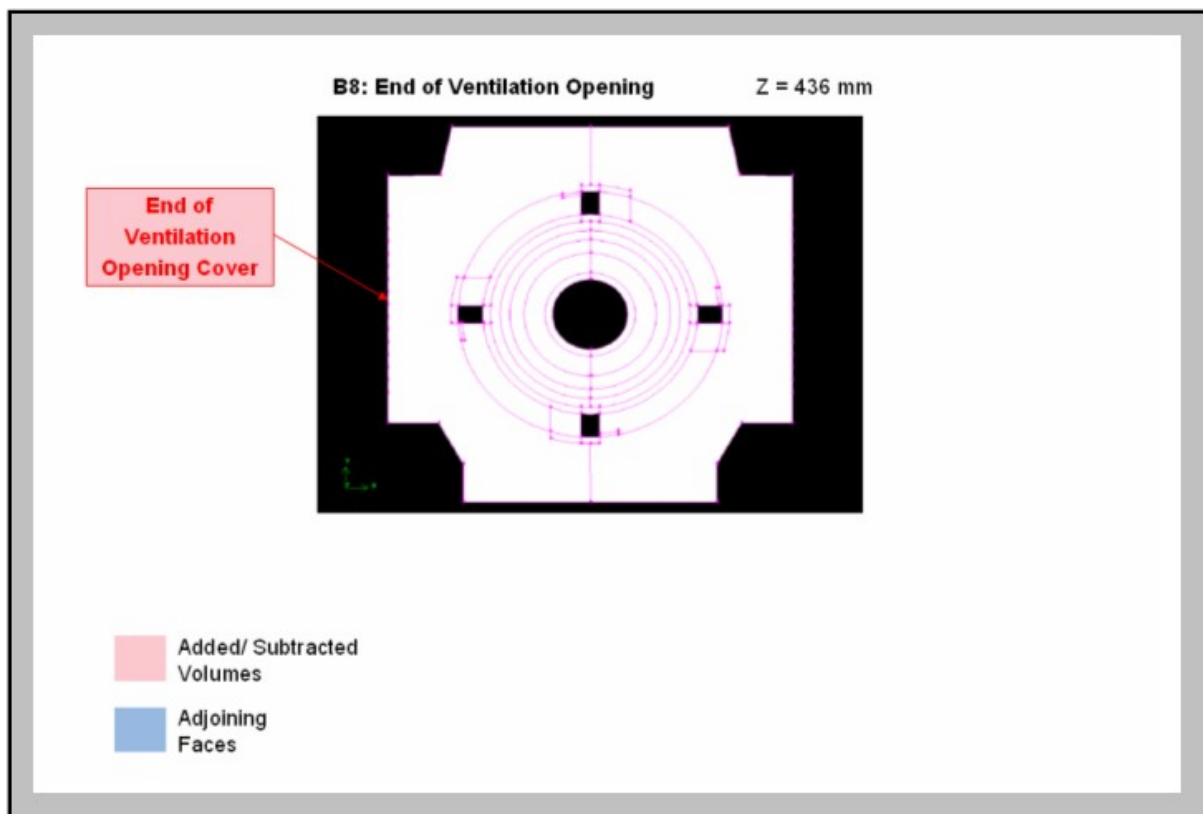 B8: End of Ventilation Opening Z = 436 mm
End of
Ventilation
Opening Cover
Added/ Subtracted
Volumes
Adjoining
Faces